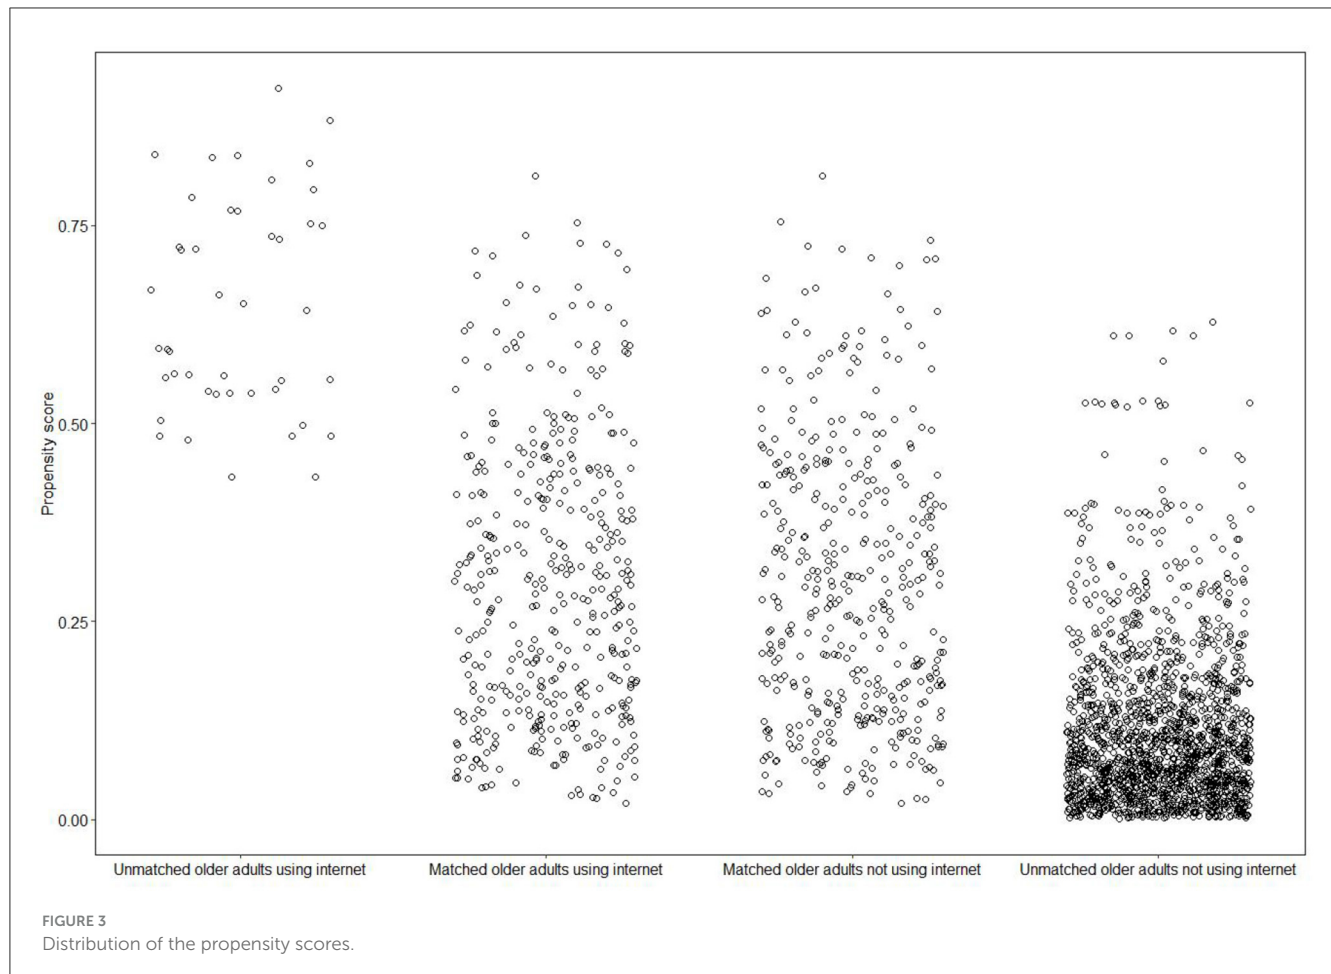 0.75
0.50
0.25
0.00
Propensity score
Unmatched older adults using internet
Matched older adults using internet
Matched older adults not using internet
Unmatched older adults not using internet
FIGURE 3
Distribution of the propensity scores.